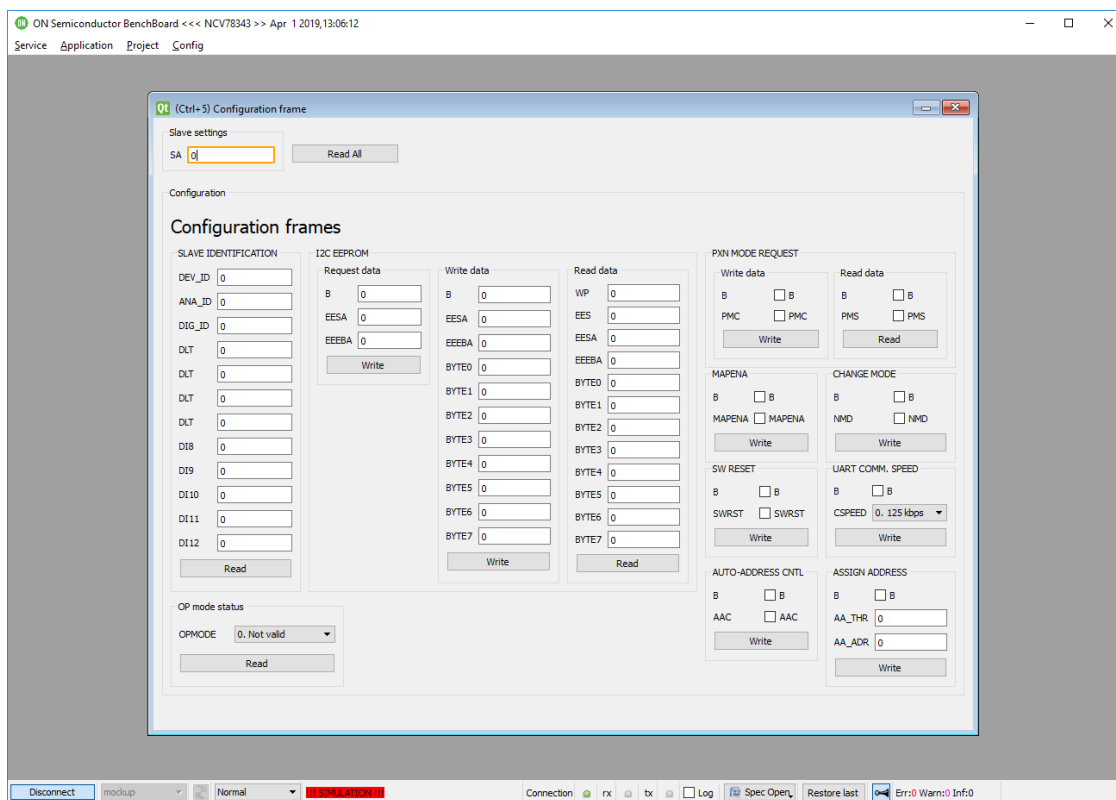 ON Semiconductor BenchBoard <<< NCV78343 >> Apr 1 2019,13:06:12
Service Application Project Config
Qt (Ctrl+5) Configuration frame
Slave settings
SA 0
Read All
Configuration
Configuration frames
SLAVE IDENTIFICATION
DEV_ID 0
ANA_ID 0
DIG_ID 0
DLT 0
DLT 0
DLT 0
DLT 0
DI8 0
DI9 0
DI10 0
DI11 0
DI12 0
Read
I2C EEPROM
Request data
B 0
EESA 0
EEEBA 0
Write
Write data
B 0
EESA 0
EEEBA 0
BYTE0 0
BYTE1 0
BYTE2 0
BYTE3 0
BYTE4 0
BYTE5 0
BYTE6 0
BYTE7 0
Write
Read data
WP 0
EES 0
EESA 0
EEEBA 0
BYTE0 0
BYTE1 0
BYTE2 0
BYTE3 0
BYTE4 0
BYTE5 0
BYTE6 0
BYTE7 0
Read
PXN MODE REQUEST
Write data
B B
PMC PMC
Write
Read data
B B
PMS PMS
Read
MAPENA
B B
MAPENA MAPENA
Write
CHANGE MODE
B B
NMD NMD
Write
SW RESET
B B
SWRST SWRST
Write
UART COMM. SPEED
B B
CSPEED 0. 125 kbps
Write
AUTO-ADDRESS CNTL
B B
AAC AAC
Write
ASSIGN ADDRESS
B B
AA_THR 0
AA_ADR 0
Write
OP mode status
OPMODE 0. Not valid
Read
Disconnect mockup Normal !!! SIMULATION !!! Connection rx tx Log Spec Open Restore last Err:0 Warn:0 Inf:0